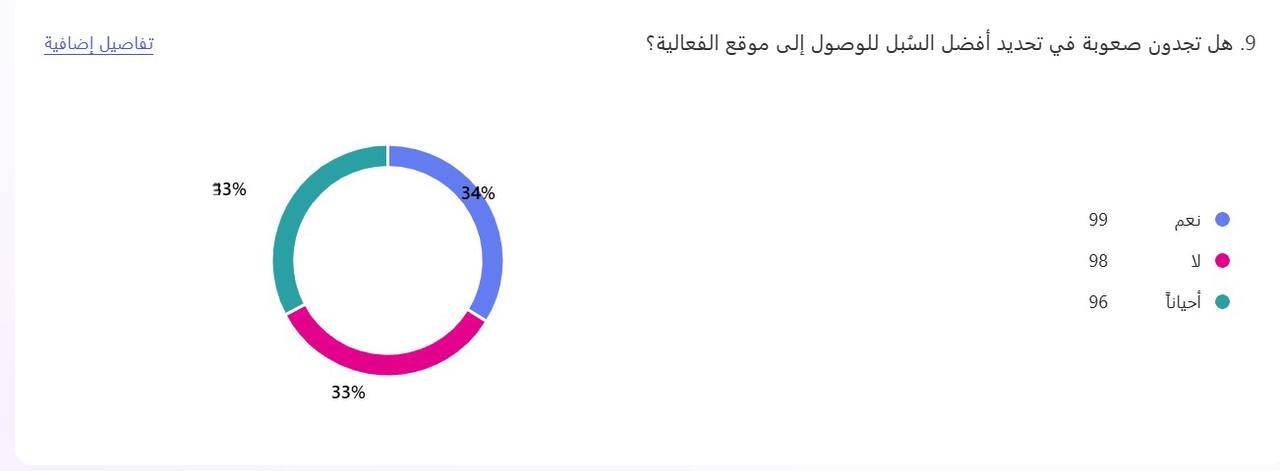 9. هل تجدون صعوبة في تحديد أفضل السُبل للوصول إلى موقع الفعالية؟
تفاصيل إضافية
نعم 99
لا 98
أحياناً 96
34%
33%
33%